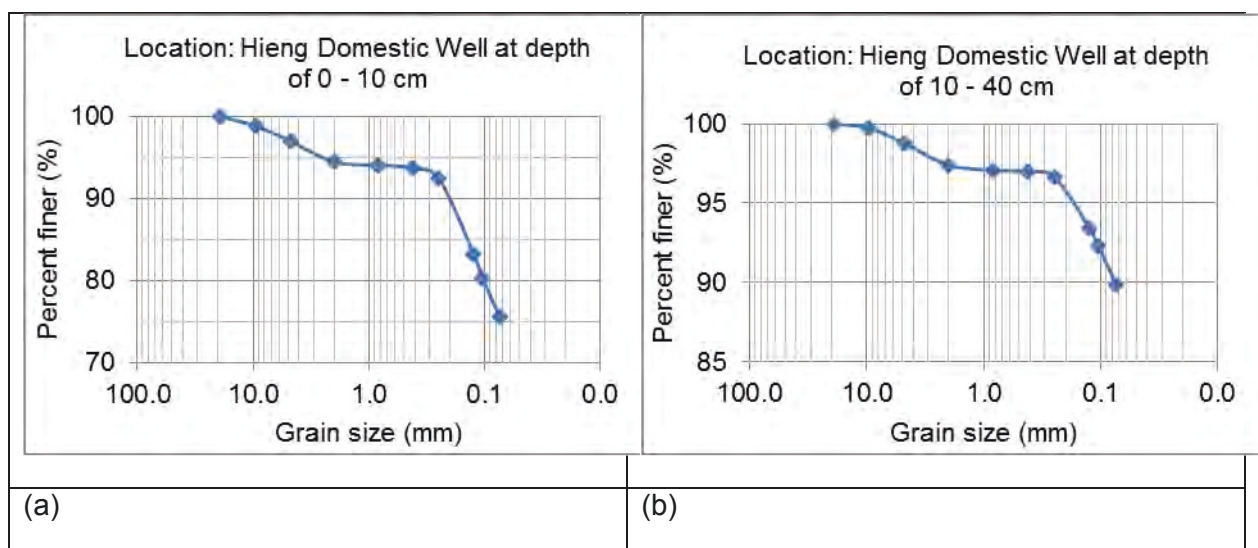 Location: Hieng Domestic Well at depth
of 0 - 10 cm
Percent finer (%)
100
90
80
70
100.0 10.0 1.0 0.1 0.0
Grain size (mm)
Location: Hieng Domestic Well at depth
of 10 - 40 cm
Percent finer (%)
100
95
90
85
100.0 10.0 1.0 0.1 0.0
Grain size (mm)
(a)
(b)